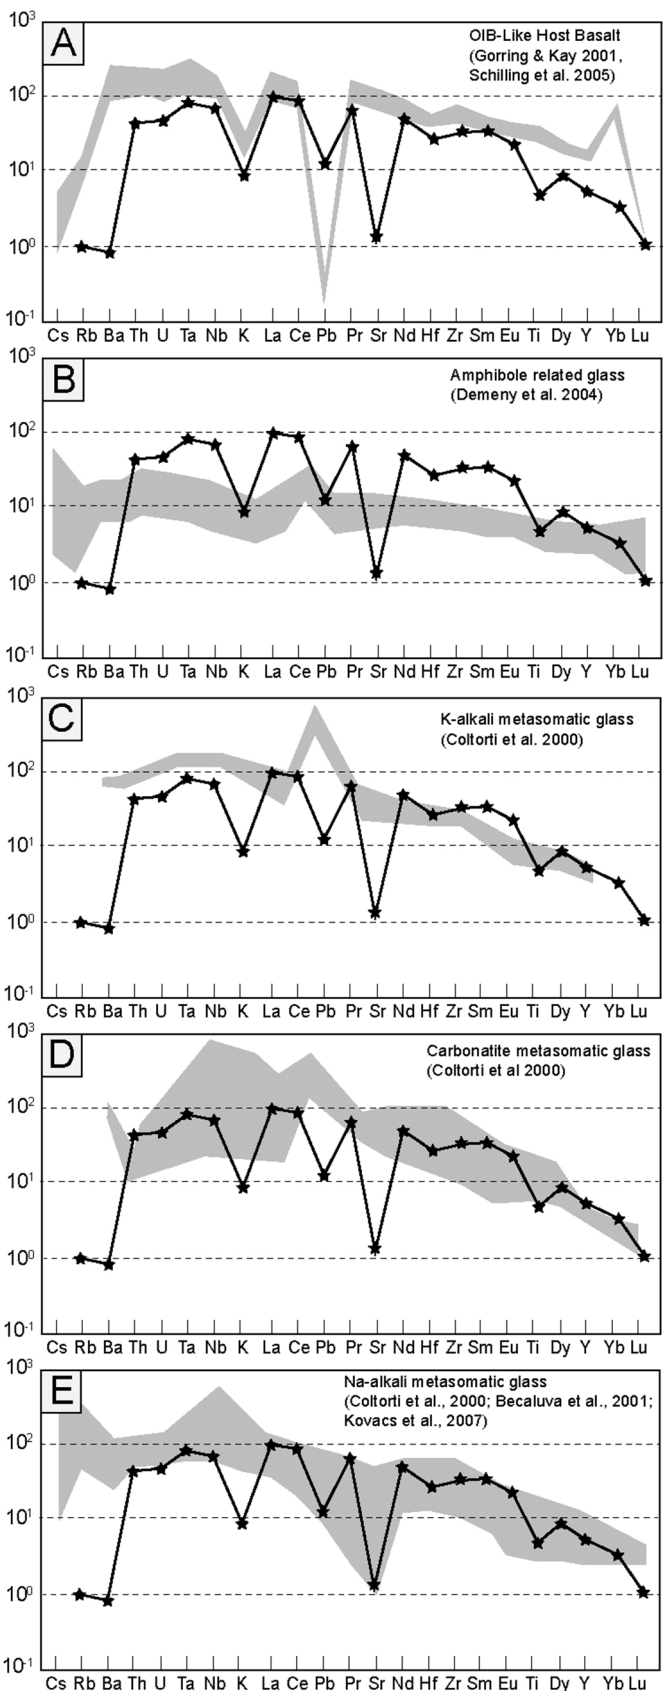 10³
A
OIB-Like Host Basalt
(Gorring & Kay 2001,
Schilling et al. 2005)
10²
10¹
10⁰
10⁻¹
Cs Rb Ba Th U Ta Nb K La Ce Pb Pr Sr Nd Hf Zr Sm Eu Ti Dy Y Yb Lu
10³
B
Amphibole related glass
(Demeny et al. 2004)
10²
10¹
10⁰
10⁻¹
Cs Rb Ba Th U Ta Nb K La Ce Pb Pr Sr Nd Hf Zr Sm Eu Ti Dy Y Yb Lu
10³
C
K-alkali metasomatic glass
(Coltorti et al. 2000)
10²
10¹
10⁰
10⁻¹
Cs Rb Ba Th U Ta Nb K La Ce Pb Pr Sr Nd Hf Zr Sm Eu Ti Dy Y Yb Lu
10³
D
Carbonatite metasomatic glass
(Coltorti et al 2000)
10²
10¹
10⁰
10⁻¹
Cs Rb Ba Th U Ta Nb K La Ce Pb Pr Sr Nd Hf Zr Sm Eu Ti Dy Y Yb Lu
10³
E
Na-alkali metasomatic glass
(Coltorti et al., 2000; Becaluva et al., 2001;
Kovacs et al., 2007)
10²
10¹
10⁰
10⁻¹
Cs Rb Ba Th U Ta Nb K La Ce Pb Pr Sr Nd Hf Zr Sm Eu Ti Dy Y Yb Lu